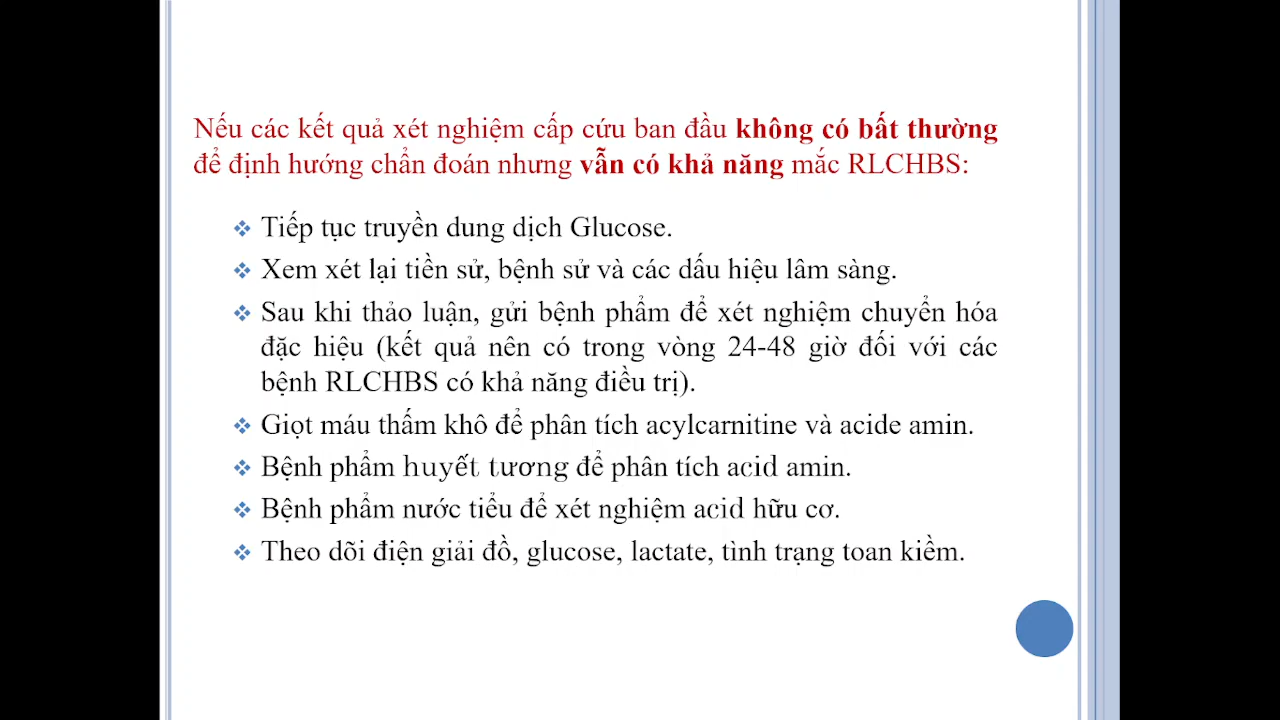 Nếu các kết quả xét nghiệm cấp cứu ban đầu không có bất thường
để định hướng chẩn đoán nhưng vẫn có khả năng mắc RLCHBS:
Tiếp tục truyền dung dịch Glucose.
Xem xét lại tiền sử, bệnh sử và các dấu hiệu lâm sàng.
Sau khi thảo luận, gửi bệnh phẩm để xét nghiệm chuyển hóa
đặc hiệu (kết quả nên có trong vòng 24-48 giờ đối với các
bệnh RLCHBS có khả năng điều trị).
Giọt máu thấm khô để phân tích acylcarnitine và acide amin.
Bệnh phẩm huyết tương để phân tích acid amin.
Bệnh phẩm nước tiểu để xét nghiệm acid hữu cơ.
Theo dõi điện giải đồ, glucose, lactate, tình trạng toan kiềm.